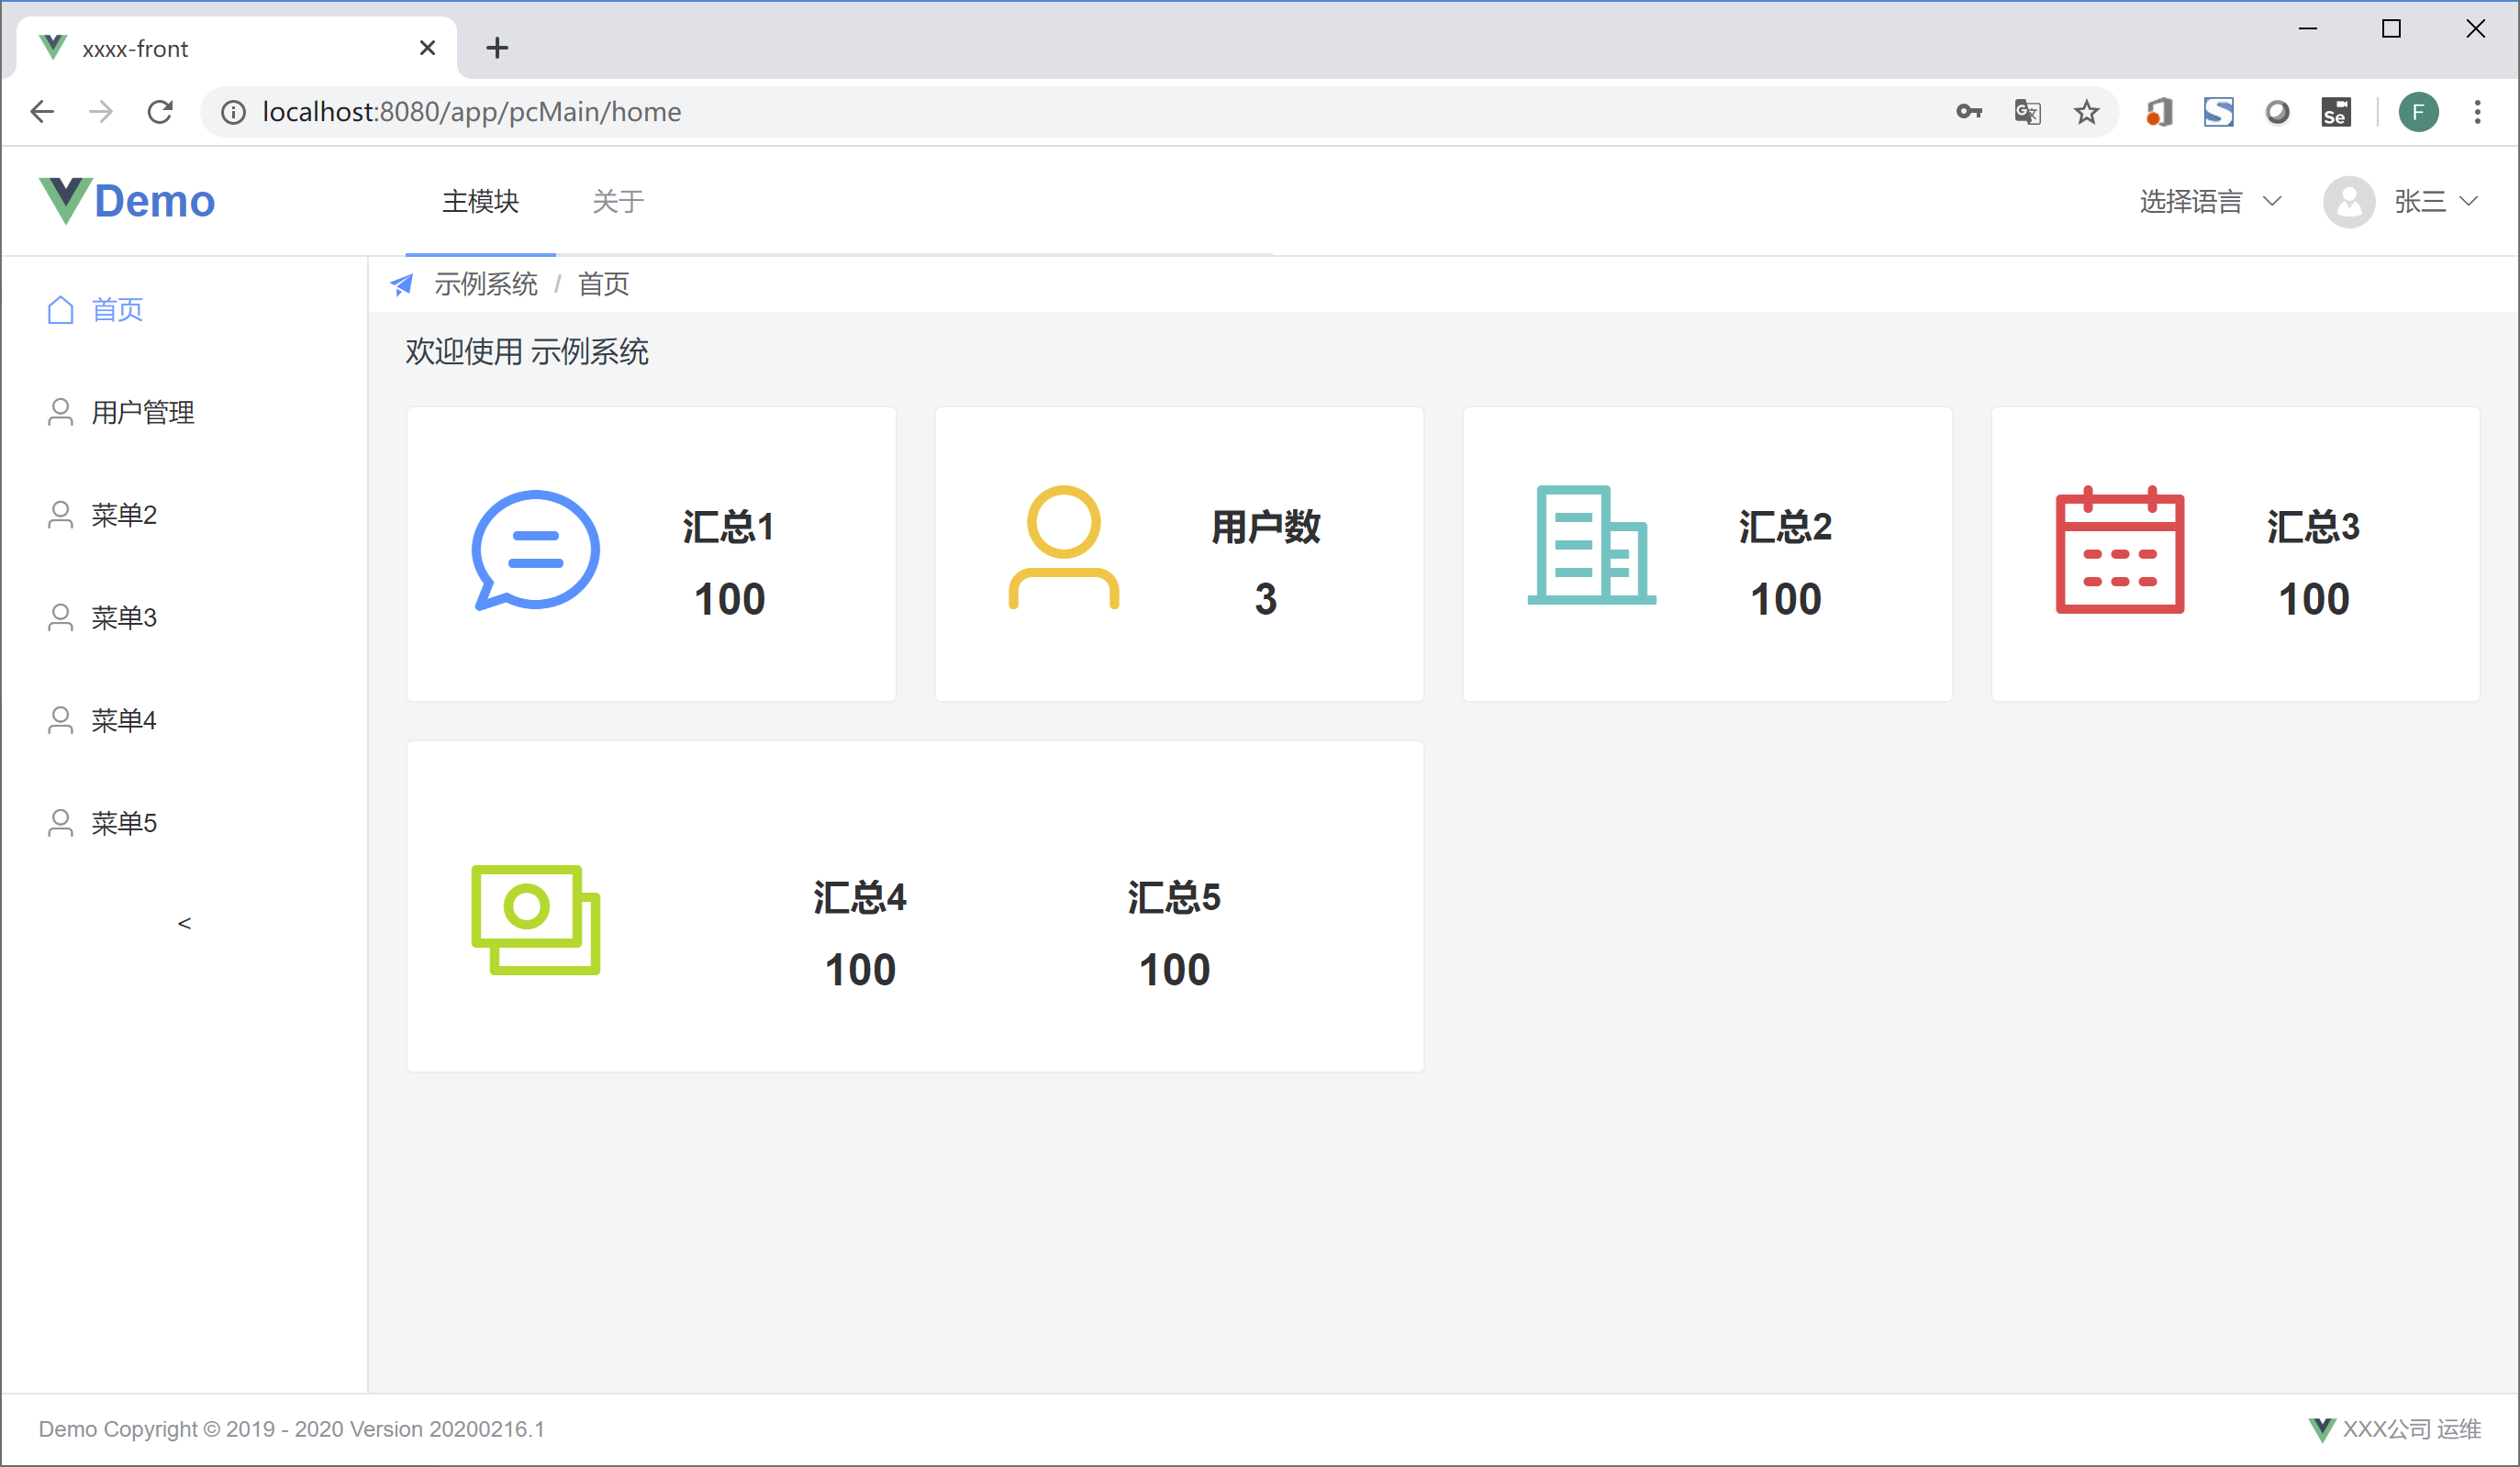 xxxx-front
localhost:8080/app/pcMain/home
Se
F
Demo
主模块
关于
选择语言
张三
示例系统 / 首页
首页
用户管理
菜单2
菜单3
菜单4
菜单5
<
欢迎使用 示例系统
汇总1
100
用户数
3
汇总2
100
汇总3
100
汇总4
100
汇总5
100
Demo Copyright © 2019 - 2020 Version 20200216.1
XXX公司 运维